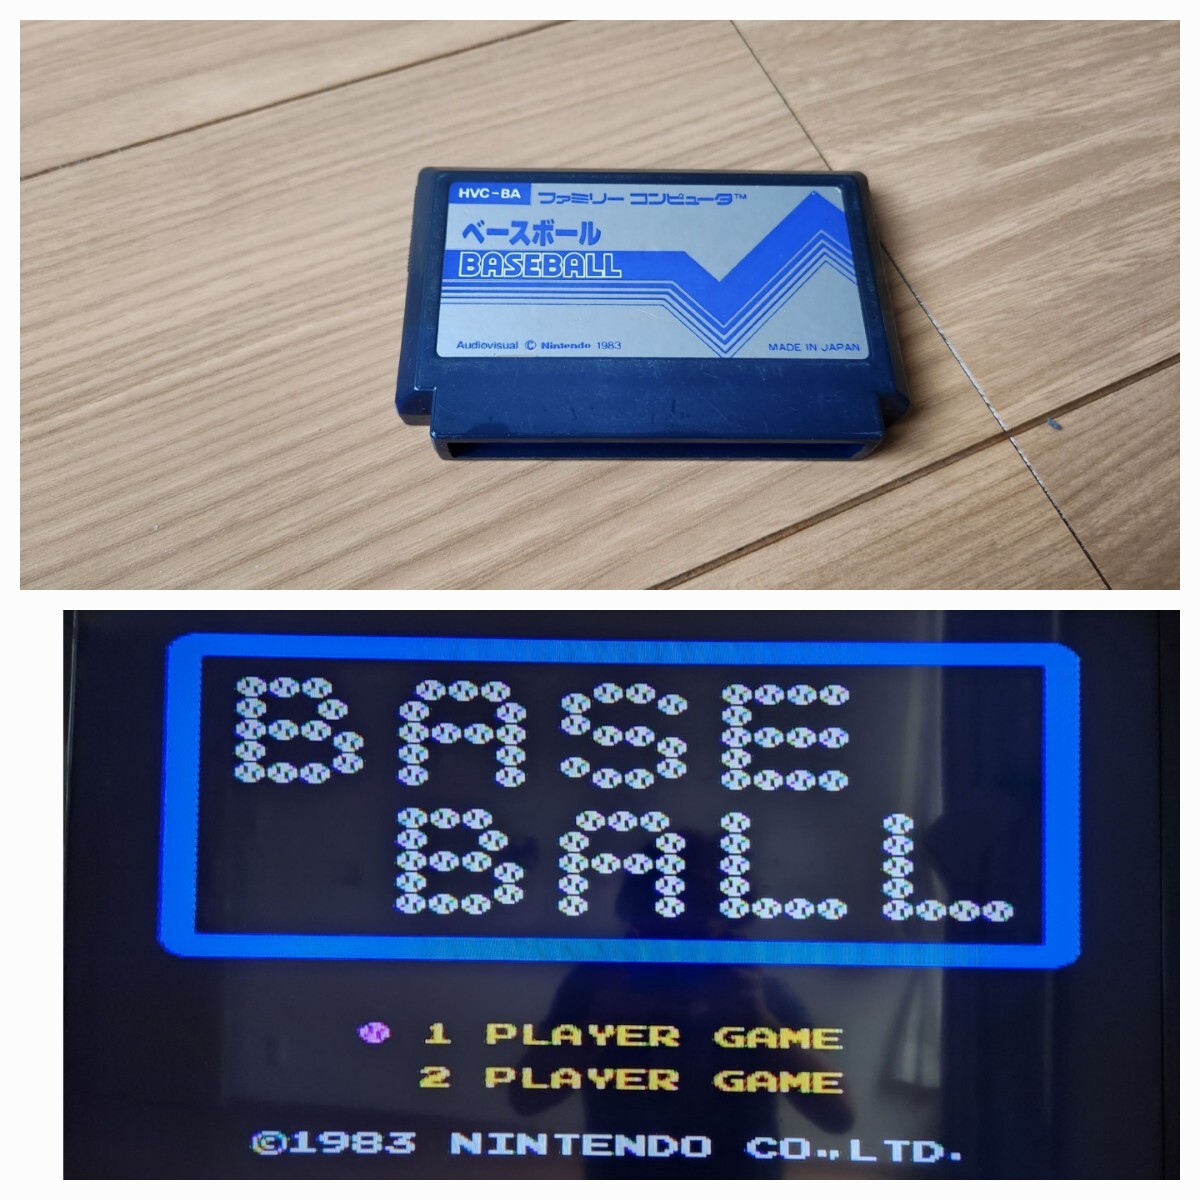 HVC-BA ファミリー コンピュータ™
ベースボール
BASEBALL
Audiovisual © Nintendo 1983 MADE IN JAPAN
BASE
BALL
1 PLAYER GAME
2 PLAYER GAME
©1983 NINTENDO CO.,LTD.